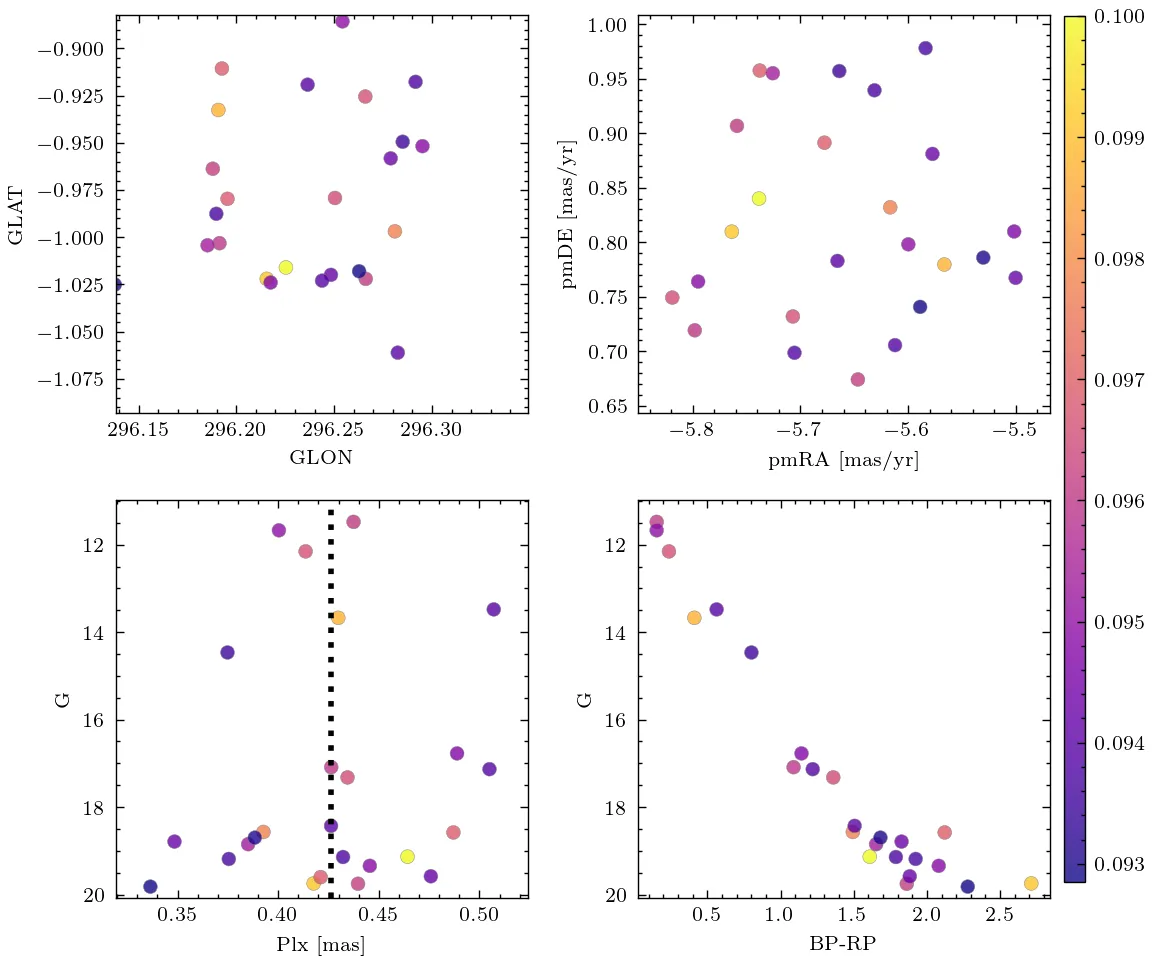 −0.900
−0.925
−0.950
−0.975
−1.000
−1.025
−1.050
−1.075
GLAT
296.15 296.20 296.25 296.30
GLON
1.00
0.95
0.90
0.85
0.80
0.75
0.70
0.65
pmDE [mas/yr]
−5.8 −5.7 −5.6 −5.5
pmRA [mas/yr]
12
14
16
18
20
G
0.35 0.40 0.45 0.50
Plx [mas]
12
14
16
18
20
G
0.5 1.0 1.5 2.0 2.5
BP-RP
0.100
0.099
0.098
0.097
0.096
0.095
0.094
0.093